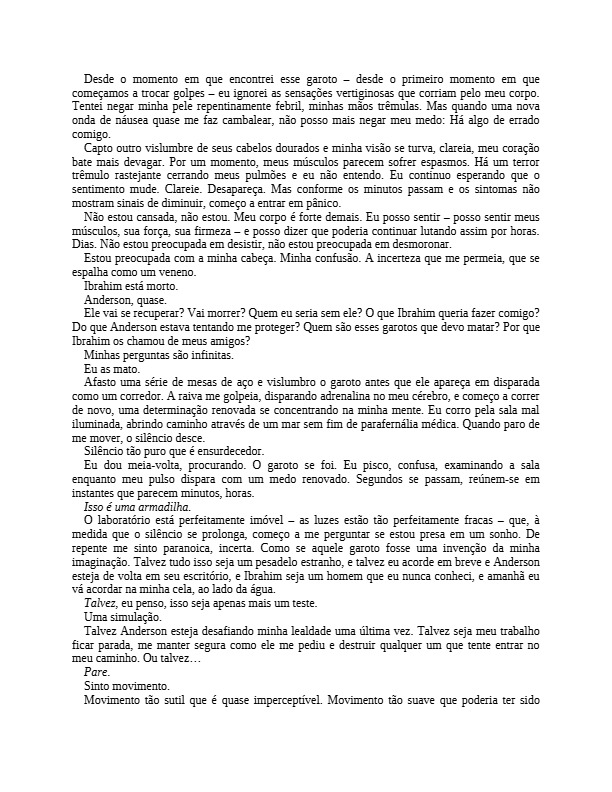 Desde o momento em que encontrei esse garoto – desde o primeiro momento em que
começamos a trocar golpes – eu ignorei as sensações vertiginosas que corriam pelo meu corpo.
Tentei negar minha pele repentinamente febril, minhas mãos trêmulas. Mas quando uma nova
onda de náusea quase me faz cambalear, não posso mais negar meu medo: Há algo de errado
comigo.
Capto outro vislumbre de seus cabelos dourados e minha visão se turva, clareia, meu coração
bate mais devagar. Por um momento, meus músculos parecem sofrer espasmos. Há um terror
trêmulo rastejante cerrando meus pulmões e eu não entendo. Eu continuo esperando que o
sentimento mude. Clareie. Desapareça. Mas conforme os minutos passam e os sintomas não
mostram sinais de diminuir, começo a entrar em pânico.
Não estou cansada, não estou. Meu corpo é forte demais. Eu posso sentir – posso sentir meus
músculos, sua força, sua firmeza – e posso dizer que poderia continuar lutando assim por horas.
Dias. Não estou preocupada em desistir, não estou preocupada em desmoronar.
Estou preocupada com a minha cabeça. Minha confusão. A incerteza que me permeia, que se
espalha como um veneno.
Ibrahim está morto.
Anderson, quase.
Ele vai se recuperar? Vai morrer? Quem eu seria sem ele? O que Ibrahim queria fazer comigo?
Do que Anderson estava tentando me proteger? Quem são esses garotos que devo matar? Por que
Ibrahim os chamou de meus amigos?
Minhas perguntas são infinitas.
Eu as mato.
Afasto uma série de mesas de aço e vislumbro o garoto antes que ele apareça em disparada
como um corredor. A raiva me golpeia, disparando adrenalina no meu cérebro, e começo a correr
de novo, uma determinação renovada se concentrando na minha mente. Eu corro pela sala mal
iluminada, abrindo caminho através de um mar sem fim de parafernália médica. Quando paro de
me mover, o silêncio desce.
Silêncio tão puro que é ensurdecedor.
Eu dou meia-volta, procurando. O garoto se foi. Eu pisco, confusa, examinando a sala
enquanto meu pulso dispara com um medo renovado. Segundos se passam, reúnem-se em
instantes que parecem minutos, horas.
Isso é uma armadilha.
O laboratório está perfeitamente imóvel – as luzes estão tão perfeitamente fracas – que, à
medida que o silêncio se prolonga, começo a me perguntar se estou presa em um sonho. De
repente me sinto paranoica, incerta. Como se aquele garoto fosse uma invenção da minha
imaginação. Talvez tudo isso seja um pesadelo estranho, e talvez eu acorde em breve e Anderson
esteja de volta em seu escritório, e Ibrahim seja um homem que eu nunca conheci, e amanhã eu
vá acordar na minha cela, ao lado da água.
Talvez, eu penso, isso seja apenas mais um teste.
Uma simulação.
Talvez Anderson esteja desafiando minha lealdade uma última vez. Talvez seja meu trabalho
ficar parada, me manter segura como ele me pediu e destruir qualquer um que tente entrar no
meu caminho. Ou talvez…
Pare.
Sinto movimento.
Movimento tão sutil que é quase imperceptível. Movimento tão suave que poderia ter sido